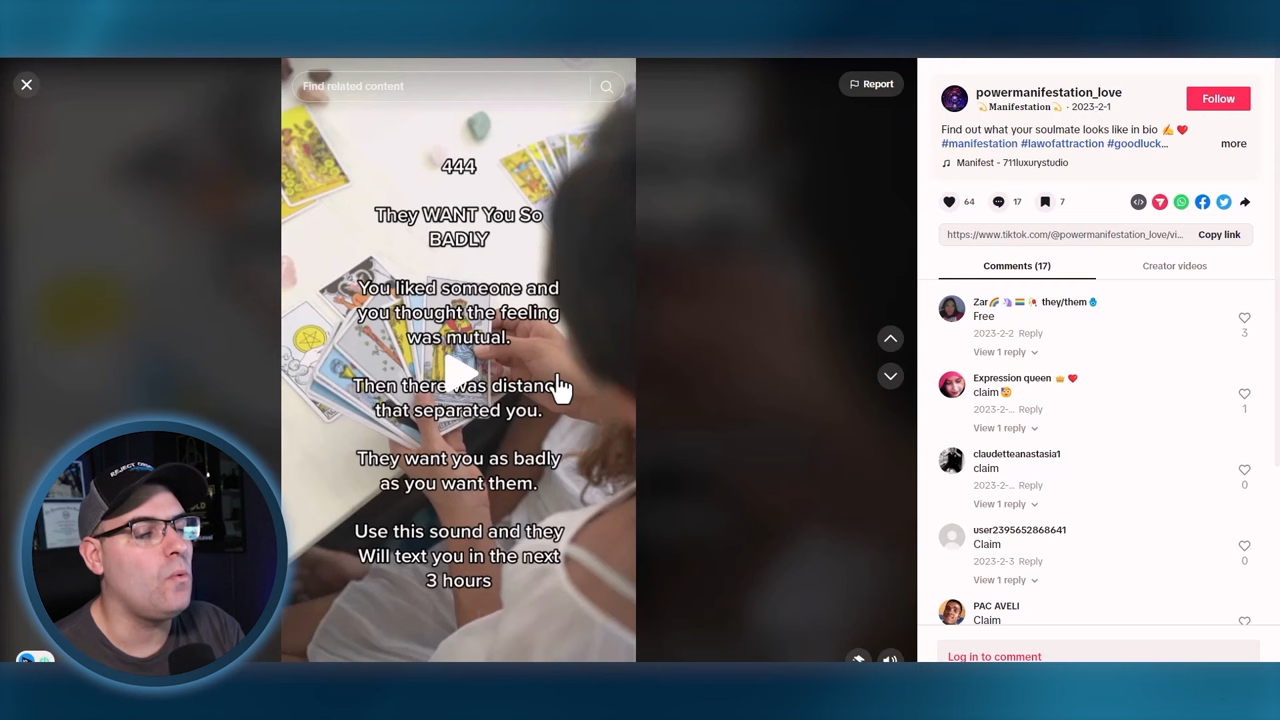 Find related content
Report
444
They WANT You So
BADLY
You liked someone and
you thought the feeling
was mutual.
Then there was distance
that separated you.
They want you as badly
as you want them.
Use this sound and they
Will text you in the next
3 hours
powermanifestation_love
💫Manifestation💫 · 2023-2-1
Follow
Find out what your soulmate looks like in bio ✍️ ❤️
#manifestation #lawofattraction #goodluck...
more
Manifest - 711luxurystudio
64
17
7
https://www.tiktok.com/@powermanifestation_love/vi...
Copy link
Comments (17)
Creator videos
Zar🌈 🦄 🏳️‍🌈 they/them
Free
2023-2-2 Reply
3
View 1 reply
Expression queen 👑 ❤️
claim
2023-2-... Reply
1
View 1 reply
claudetteanastasia1
claim
2023-2-... Reply
0
View 1 reply
user2395652868641
Claim
2023-2-3 Reply
0
View 1 reply
PAC AVELI
Claim
Log in to comment